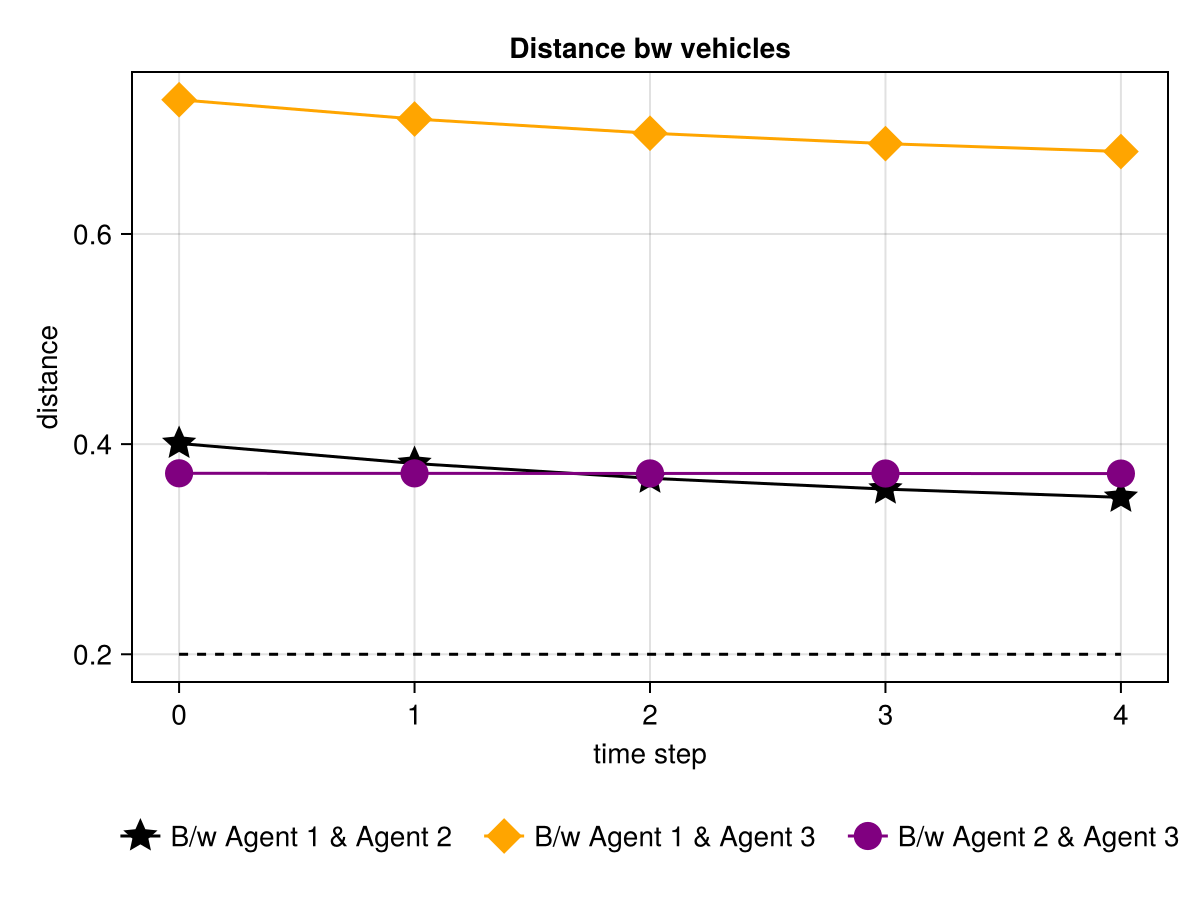 Distance bw vehicles
distance
0.6
0.4
0.2
0 1 2 3 4
time step
B/w Agent 1 & Agent 2 B/w Agent 1 & Agent 3 B/w Agent 2 & Agent 3